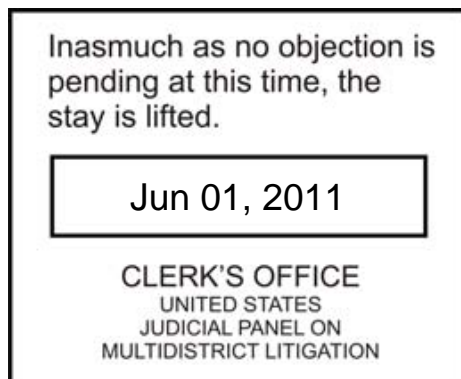 Inasmuch as no objection is
pending at this time, the
stay is lifted.
Jun 01, 2011
CLERK'S OFFICE
UNITED STATES
JUDICIAL PANEL ON
MULTIDISTRICT LITIGATION